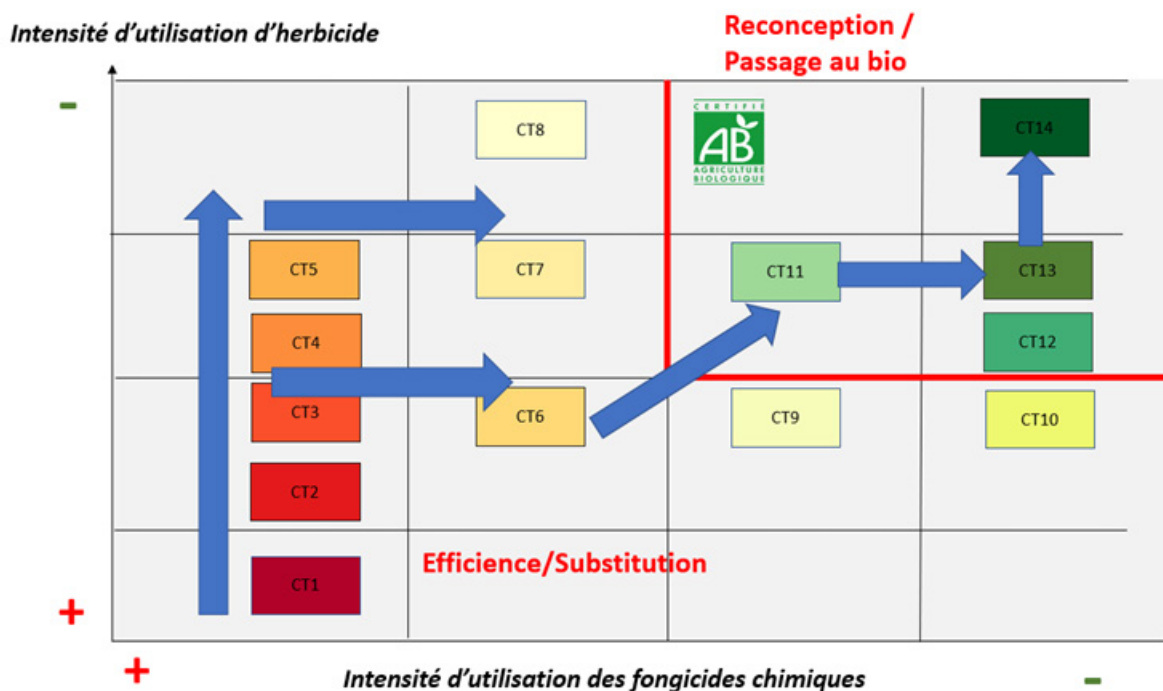 Intensité d'utilisation d'herbicide
Reconception /
Passage au bio
-
CT8
CERTIFIÉ
AB
AGRICULTURE
BIOLOGIQUE
CT14
CT5
CT7
CT11
CT13
CT4
CT12
CT3
CT6
CT9
CT10
CT2
Efficience/Substitution
CT1
+
+
Intensité d'utilisation des fongicides chimiques
-